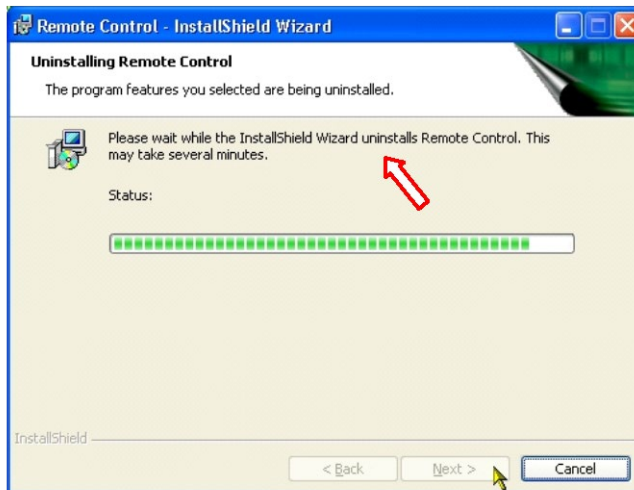 Remote Control - InstallShield Wizard
Uninstalling Remote Control
The program features you selected are being uninstalled.
Please wait while the InstallShield Wizard uninstalls Remote Control. This
may take several minutes.
Status:
InstallShield
< Back Next > Cancel